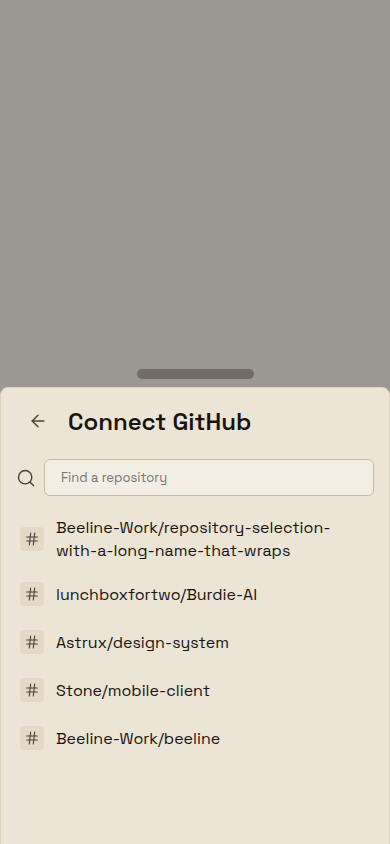 Connect GitHub
Find a repository
# Beeline-Work/repository-selection-
with-a-long-name-that-wraps
# lunchboxfortwo/Burdie-AI
# Astrux/design-system
# Stone/mobile-client
# Beeline-Work/beeline